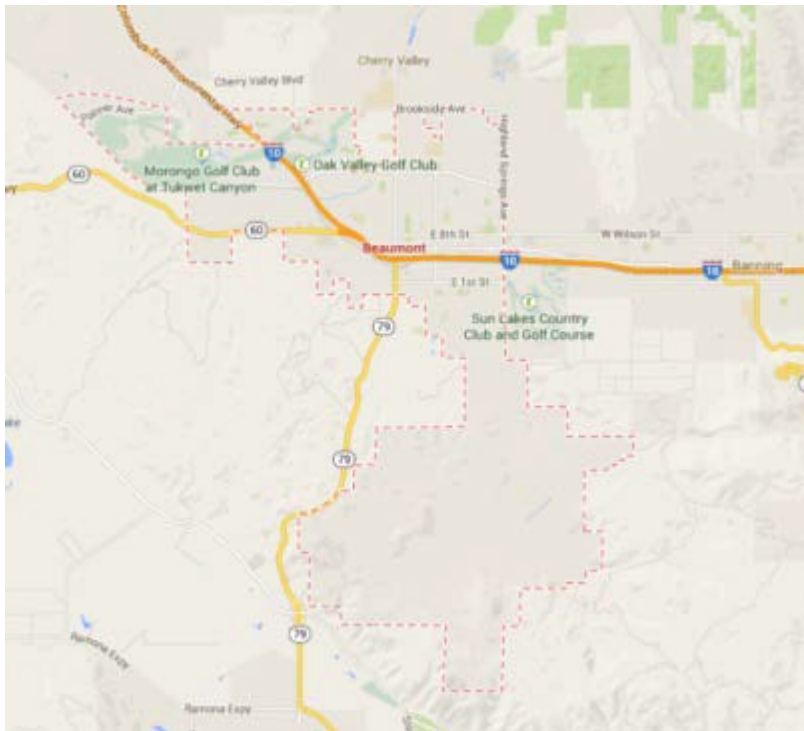 Cherry Valley
Cherry Valley Blvd
Palmer Ave
Brookside Ave
Highland Springs Ave
10
Morongo Golf Club
at Tukwet Canyon
Oak Valley Golf Club
60
60
E 8th St
W Wilson St
Beaumont
10
10
Banning
E 1st St
Sun Lakes Country
Club and Golf Course
79
79
79
Ramona Expy
Ramona Expy